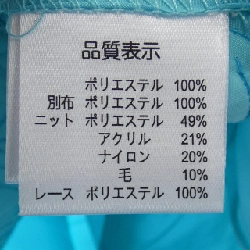 品質表示
ポリエステル 100%
別布 ポリエステル 100%
ニット ポリエステル 49%
アクリル 21%
ナイロン 20%
毛 10%
レース ポリエステル 100%